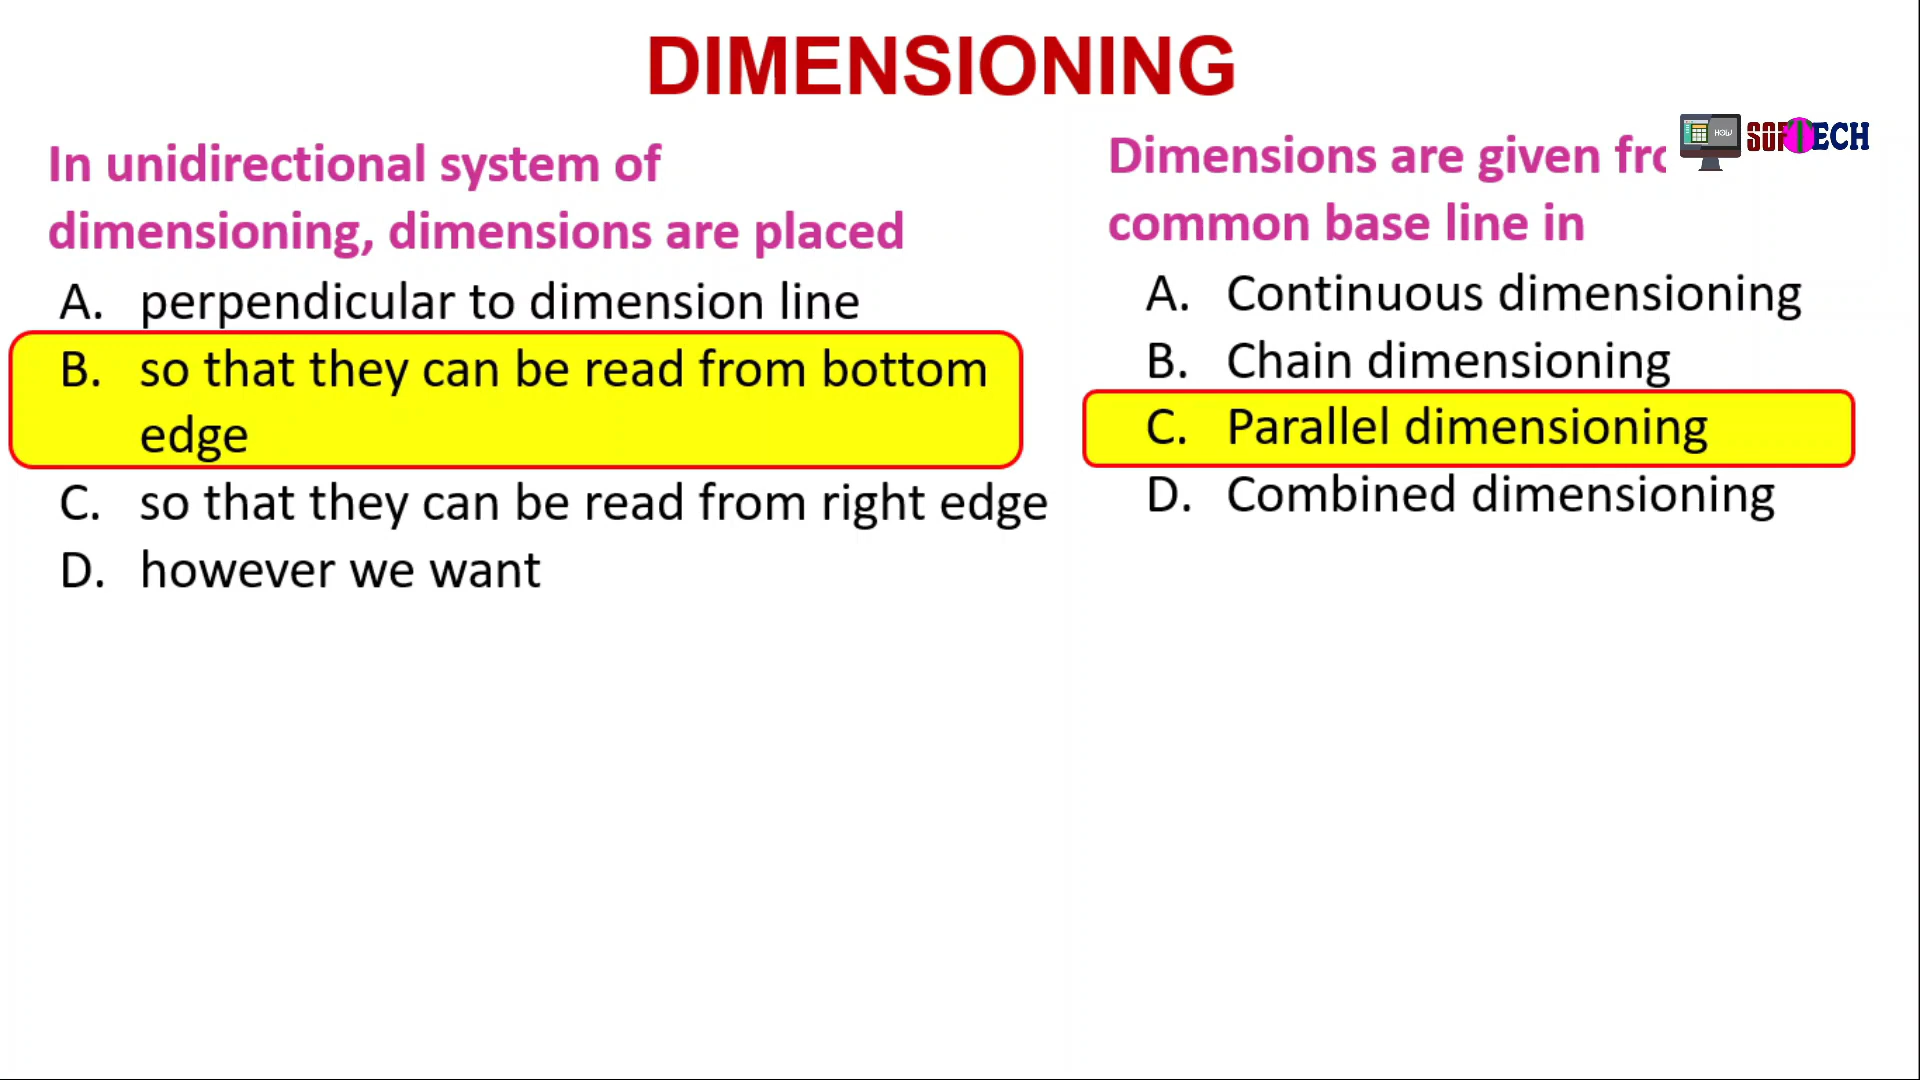 DIMENSIONING
In unidirectional system of
dimensioning, dimensions are placed
A. perpendicular to dimension line
B. so that they can be read from bottom
edge
C. so that they can be read from right edge
D. however we want
Dimensions are given
common base line in
A. Continuous dimensioning
B. Chain dimensioning
C. Parallel dimensioning
D. Combined dimensioning
HOW
SOFTECH